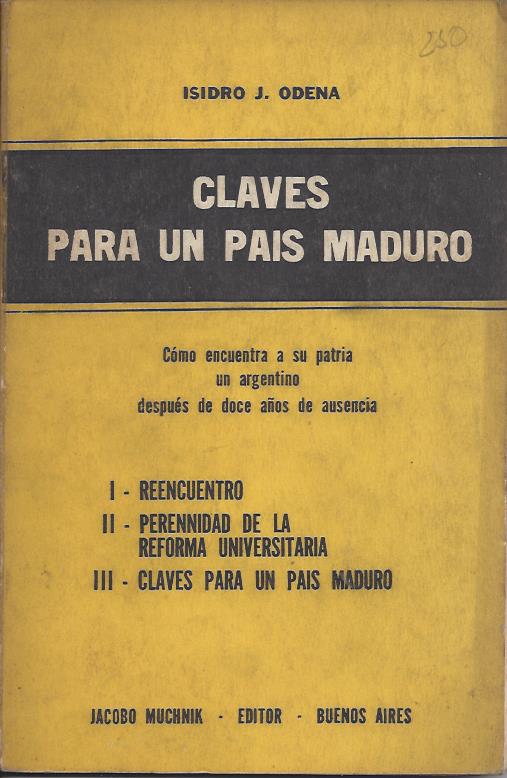 250
ISIDRO J. ODENA
CLAVES
PARA UN PAIS MADURO
Cómo encuentra a su patria
un argentino
después de doce años de ausencia
I - REENCUENTRO
II - PERENNIDAD DE LA
REFORMA UNIVERSITARIA
III - CLAVES PARA UN PAIS MADURO
JACOBO MUCHNIK - EDITOR - BUENOS AIRES